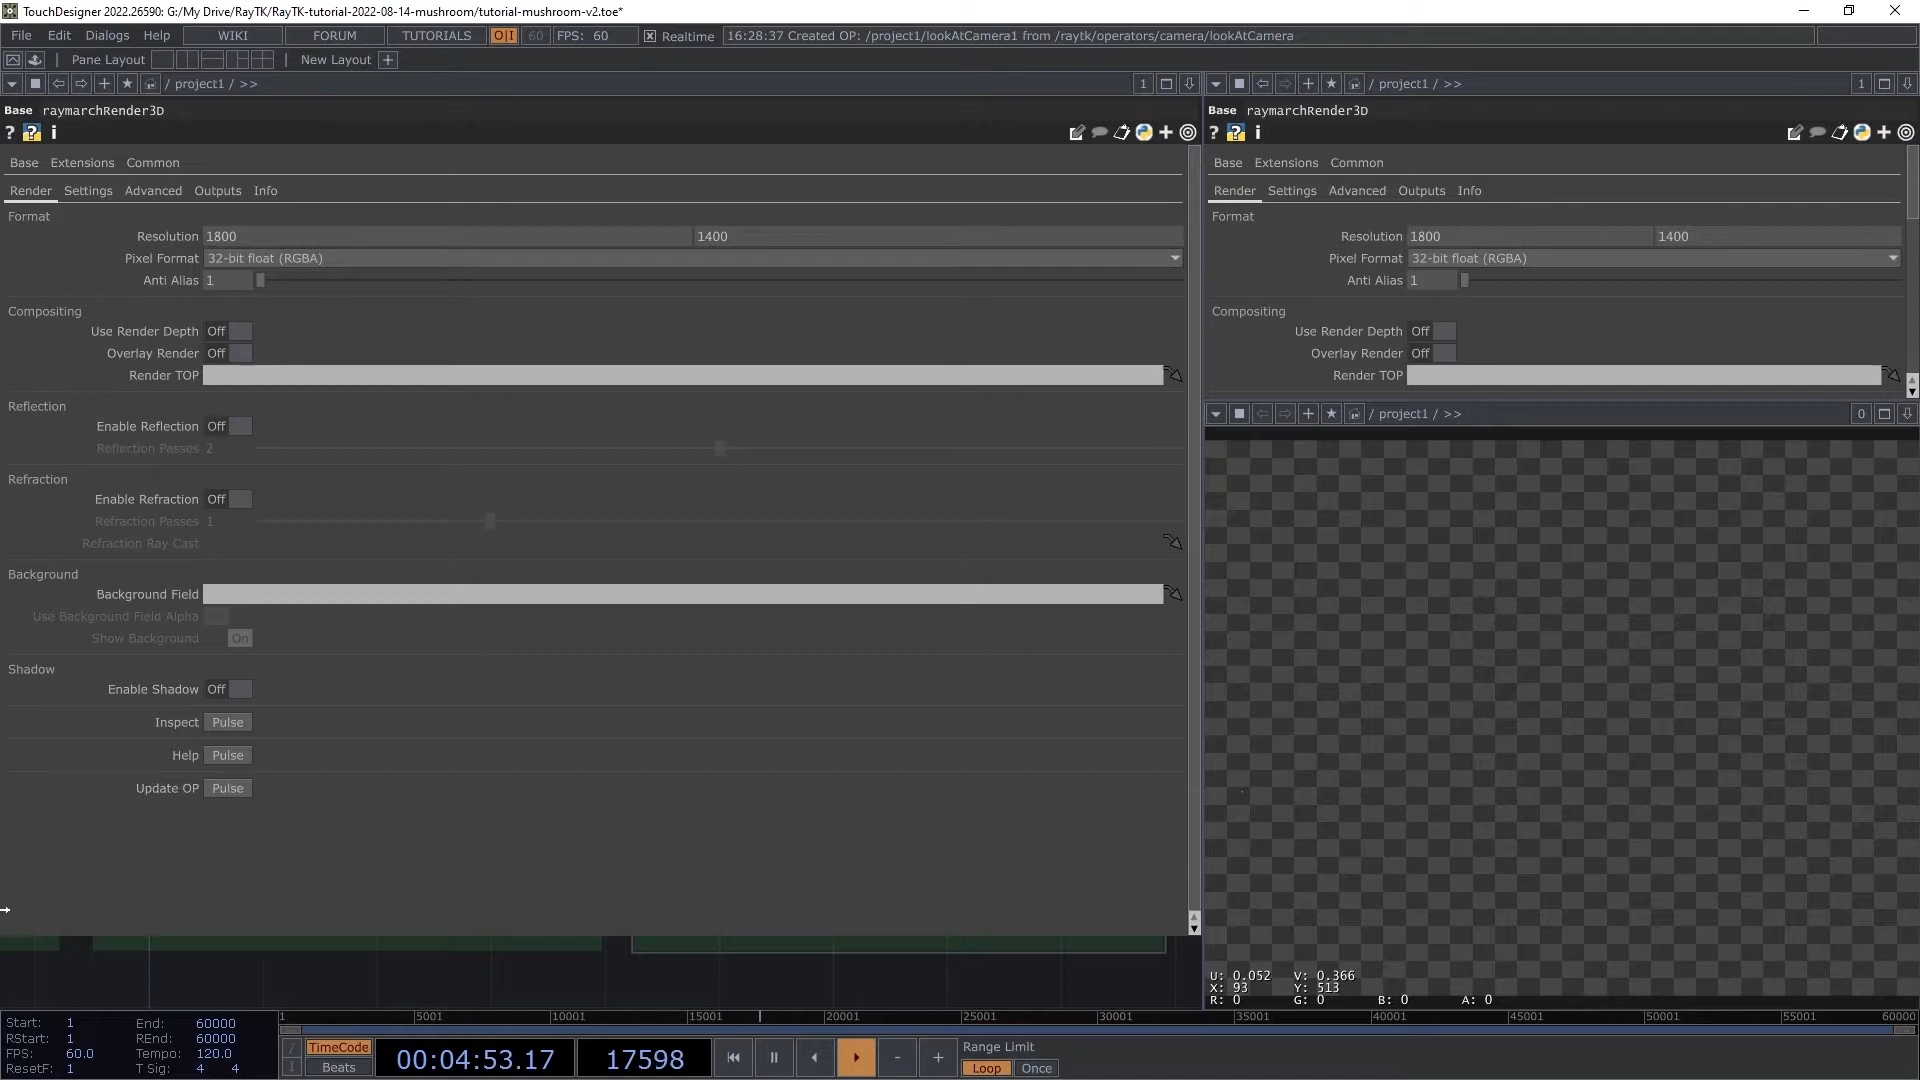 TouchDesigner 2022.26590: G:/My Drive/RayTK/RayTK-tutorial-2022-08-14-mushroom/tutorial-mushroom-v2.toe*
File Edit Dialogs Help WIKI FORUM TUTORIALS O|I 60 FPS: 60 Realtime 16:28:37 Created OP: /project1/lookAtCamera1 from /raytk/operators/camera/lookAtCamera
Pane Layout New Layout +
/ project1 / >> 1
Base raymarchRender3D
? ? i
Base Extensions Common
Render Settings Advanced Outputs Info
Format
Resolution 1800 1400
Pixel Format 32-bit float (RGBA)
Anti Alias 1
Compositing
Use Render Depth Off
Overlay Render Off
Render TOP
Reflection
Enable Reflection Off
Reflection Passes 2
Refraction
Enable Refraction Off
Refraction Passes 1
Refraction Ray Cast
Background
Background Field
Use Background Field Alpha
Show Background On
Shadow
Enable Shadow Off
Inspect Pulse
Help Pulse
Update OP Pulse
/ project1 / >> 1
Base raymarchRender3D
? ? i
Base Extensions Common
Render Settings Advanced Outputs Info
Format
Resolution 1800 1400
Pixel Format 32-bit float (RGBA)
Anti Alias 1
Compositing
Use Render Depth Off
Overlay Render Off
Render TOP
/ project1 / >> 0
U: 0.052 V: 0.366
X: 93 Y: 513
R: 0 G: 0 B: 0 A: 0
1 5001 10001 15001 20001 25001 30001 35001 40001 45001 50001 55001 60000
Start: 1 End: 60000
RStart: 1 REnd: 60000
FPS: 60.0 Tempo: 120.0
ResetF: 1 T Sig: 4 4
/ TimeCode
I Beats
00:04:53.17 17598 - +
Range Limit
Loop Once